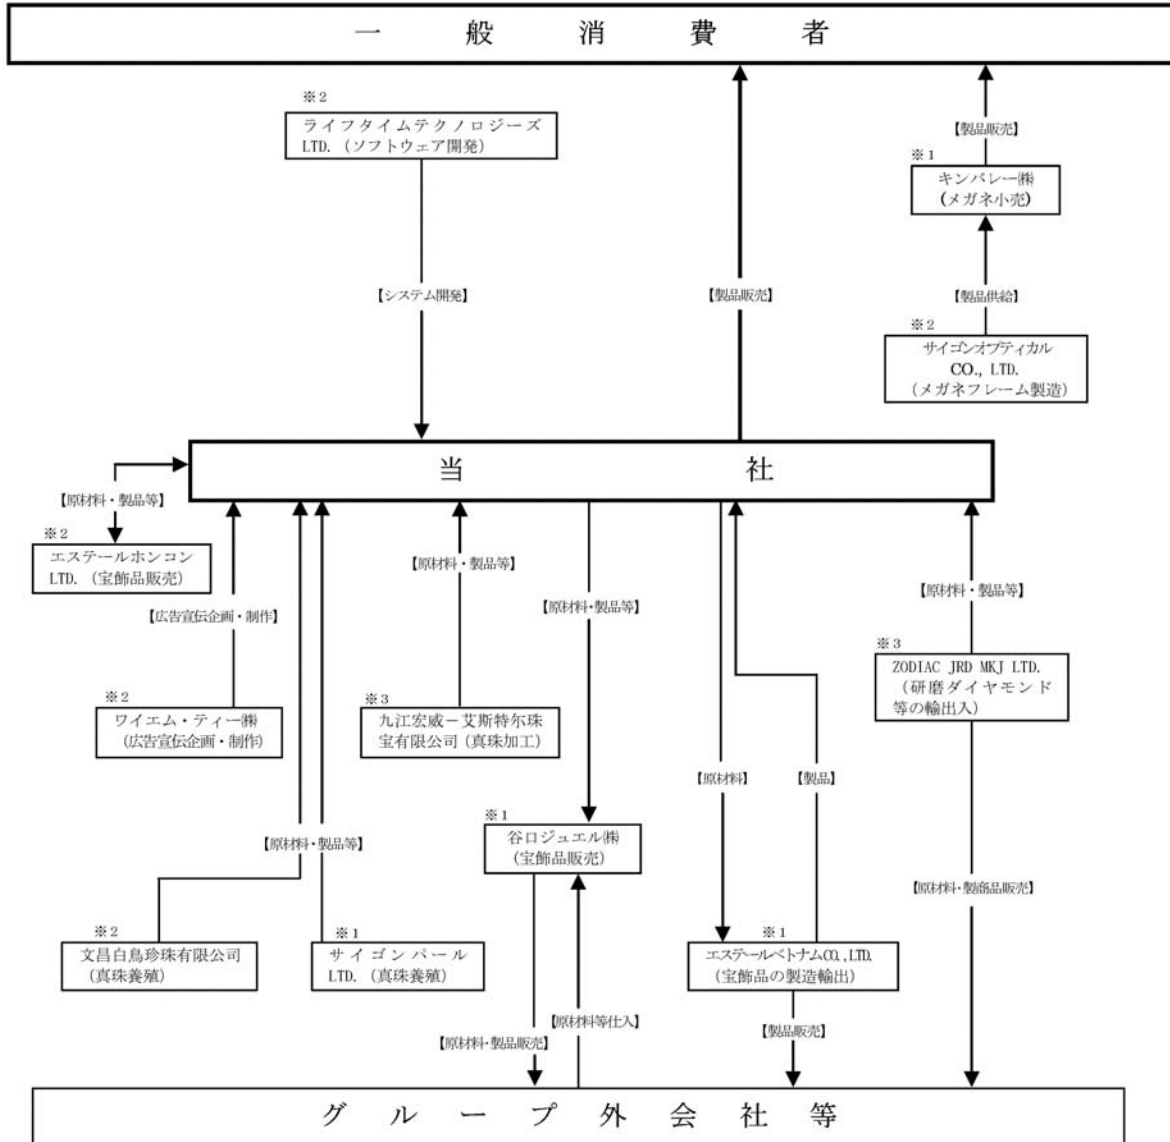 一般消費者
※2
ライフタイムテクノロジーズ
LTD.(ソフトウェア開発)
【製品販売】
※1
キンバレー㈱
(メガネ小売)
【システム開発】
【製品販売】
【製品供給】
※2
サイゴンオプティカル
CO., LTD.
(メガネフレーム製造)
当社
【原材料・製品等】
※2
エステールホンコン
LTD.(宝飾品販売)
【原材料・製品等】
【原材料・製品等】
【原材料・製品等】
【広告宣伝企画・制作】
※3
ZODIAC JRD MKJ LTD.
(研磨ダイヤモンド
等の輸出入)
※2
ワイエム・ティー㈱
(広告宣伝企画・制作)
※3
九江宏威－艾斯特尔珠
宝有限公司(真珠加工)
【原材料】
【製品】
※1
谷口ジュエル㈱
(宝飾品販売)
【原材料・製品等】
【原材料・製商品販売】
※2
文昌白鳥珍珠有限公司
(真珠養殖)
※1
サイゴンパール
LTD.(真珠養殖)
※1
エステールベトナムCO.,LTD.
(宝飾品の製造輸出)
【原材料等仕入】
【原材料・製品販売】
【製品販売】
グループ外会社等